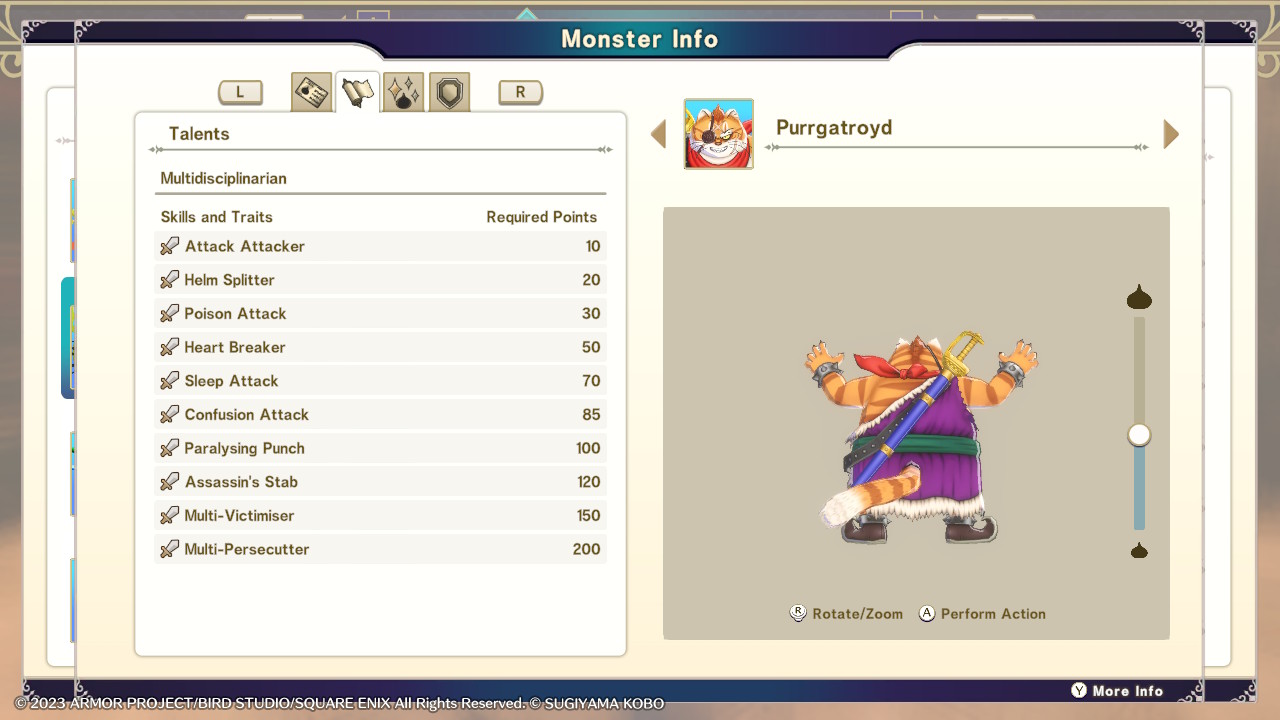 Monster Info
L
R
Talents
Multidisciplinarian
Skills and Traits Required Points
Attack Attacker 10
Helm Splitter 20
Poison Attack 30
Heart Breaker 50
Sleep Attack 70
Confusion Attack 85
Paralysing Punch 100
Assassin's Stab 120
Multi-Victimiser 150
Multi-Persecutter 200
Purrgatroyd
R Rotate/Zoom A Perform Action
Y More Info
© 2023 ARMOR PROJECT/BIRD STUDIO/SQUARE ENIX All Rights Reserved. © SUGIYAMA KOBO